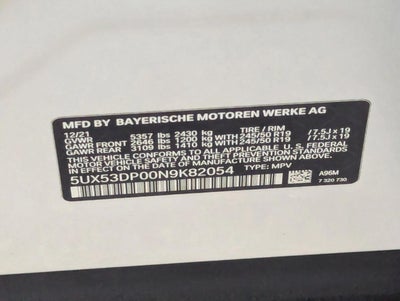 MFD BY BAYERISCHE MOTOREN WERKE AG
12/21 TIRE / RIM
GVWR 5357 lbs 2430 kg
GAWR FRONT 2646 lbs 1200 kg WITH 245/50 R19 / 7.5J x 19
GAWR REAR 3109 lbs 1410 kg WITH 245/50 R19 / 7.5J x 19
THIS VEHICLE CONFORMS TO ALL APPLICABLE U.S. FEDERAL
MOTOR VEHICLE SAFETY AND THEFT PREVENTION STANDARDS
IN EFFECT ON THE DATE OF MANUFACTURE SHOWN ABOVE.
5UX53DP00N9K82054 TYPE: MPV A96M
7 320 730